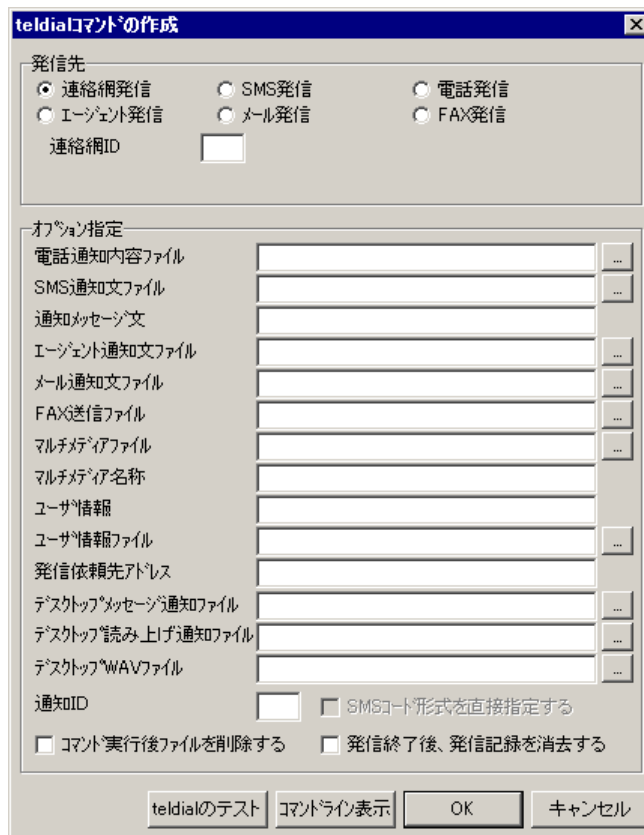 teldialコマンドの作成
発信先
連絡網発信 SMS発信 電話発信
エージェント発信 メール発信 FAX発信
連絡網ID
オプション指定
電話通知内容ファイル ...
SMS通知文ファイル ...
通知メッセージ文
エージェント通知文ファイル ...
メール通知文ファイル ...
FAX送信ファイル ...
マルチメディアファイル ...
マルチメディア名称
ユーザ情報
ユーザ情報ファイル ...
発信依頼先アドレス
デスクトップメッセージ通知ファイル ...
デスクトップ読み上げ通知ファイル ...
デスクトップWAVファイル ...
通知ID SMSコード形式を直接指定する
コマンド実行後ファイルを削除する 発信終了後、発信記録を消去する
teldialのテスト コマンドライン表示 OK キャンセル